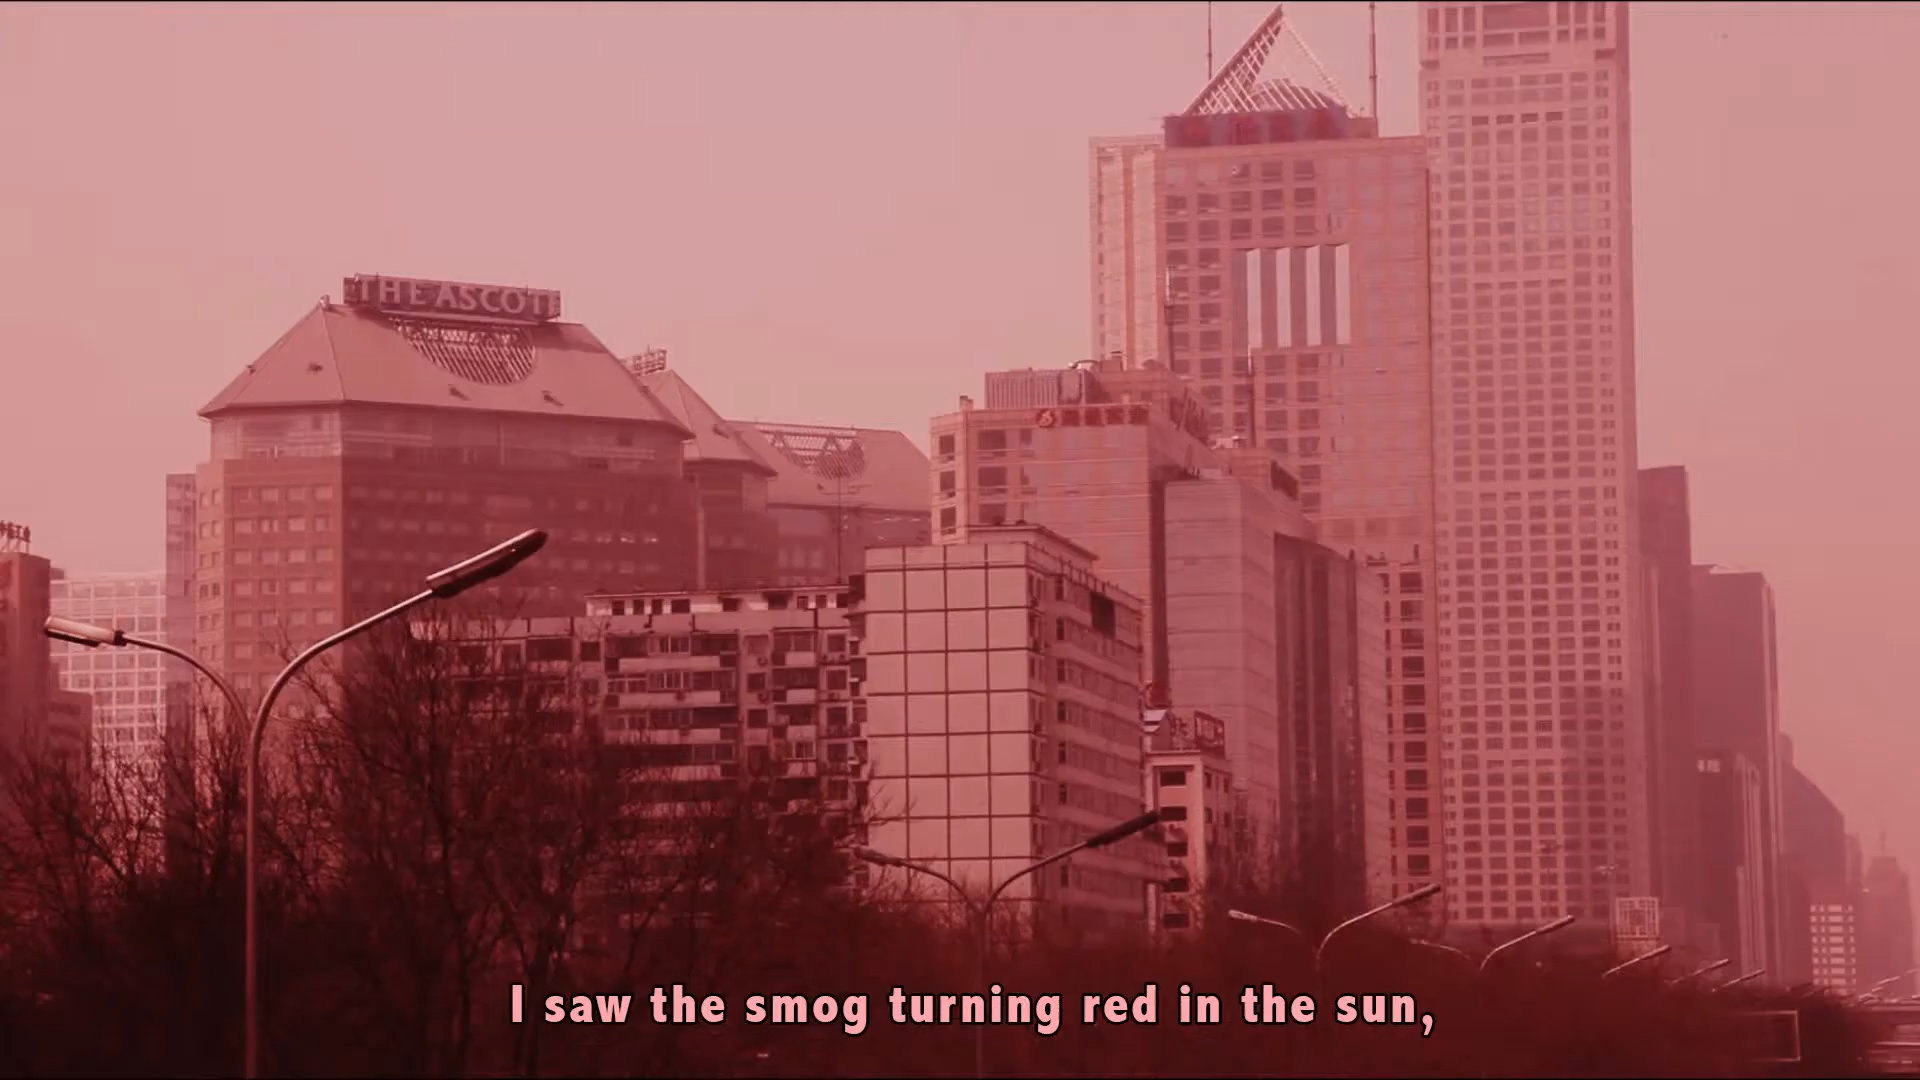 THE ASCOTT
I saw the smog turning red in the sun,